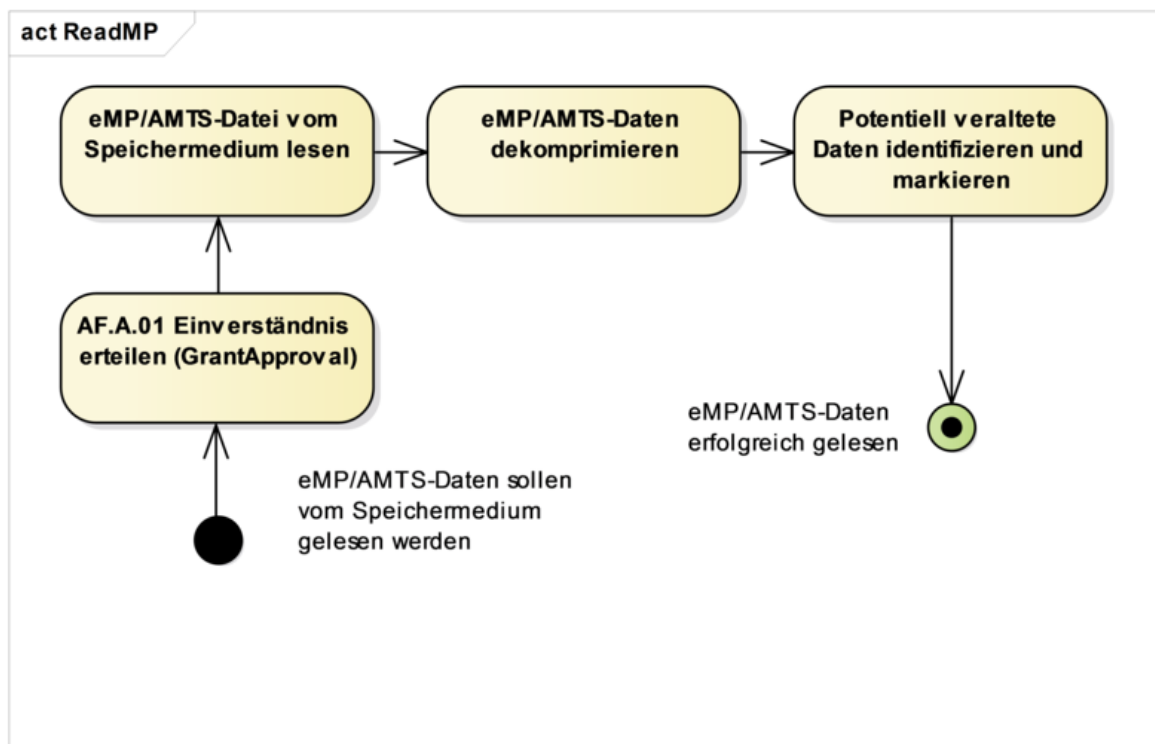 act ReadMP
eMP/AMTS-Datei vom
Speichermedium lesen
eMP/AMTS-Daten
dekomprimieren
Potentiell veraltete
Daten identifizieren und
markieren
AF.A.01 Einverständnis
erteilen (GrantApproval)
eMP/AMTS-Daten
erfolgreich gelesen
eMP/AMTS-Daten sollen
vom Speichermedium
gelesen werden